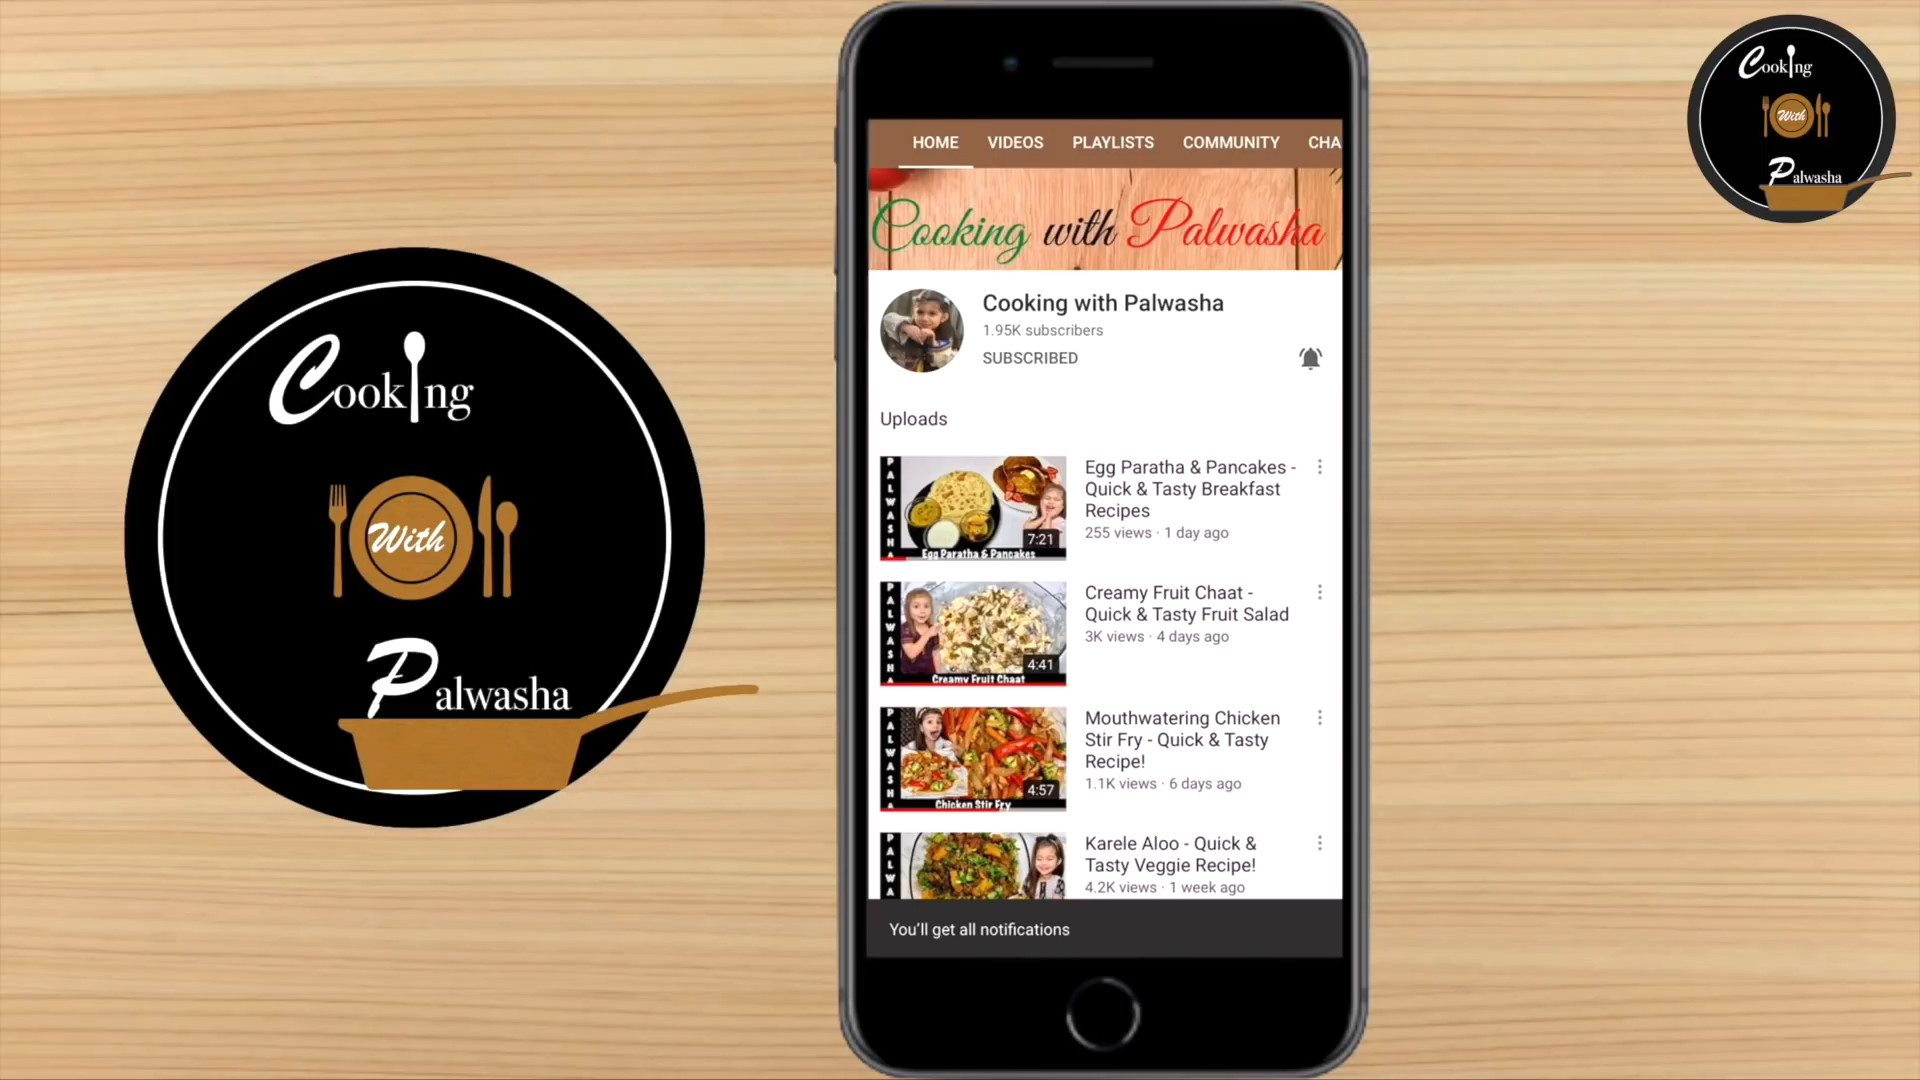 Cooking
With
Palwasha
HOME VIDEOS PLAYLISTS COMMUNITY CHA
Cooking with Palwasha
Cooking with Palwasha
1.95K subscribers
SUBSCRIBED
Uploads
PALWASHA
7:21
Egg Paratha & Pancakes
Egg Paratha & Pancakes -
Quick & Tasty Breakfast
Recipes
255 views · 1 day ago
PALWASHA
4:41
Creamy Fruit Chaat
Creamy Fruit Chaat -
Quick & Tasty Fruit Salad
3K views · 4 days ago
PALWASHA
4:57
Chicken Stir Fry
Mouthwatering Chicken
Stir Fry - Quick & Tasty
Recipe!
1.1K views · 6 days ago
PALWA
Karele Aloo - Quick &
Tasty Veggie Recipe!
4.2K views · 1 week ago
You'll get all notifications
Cooking
With
Palwasha